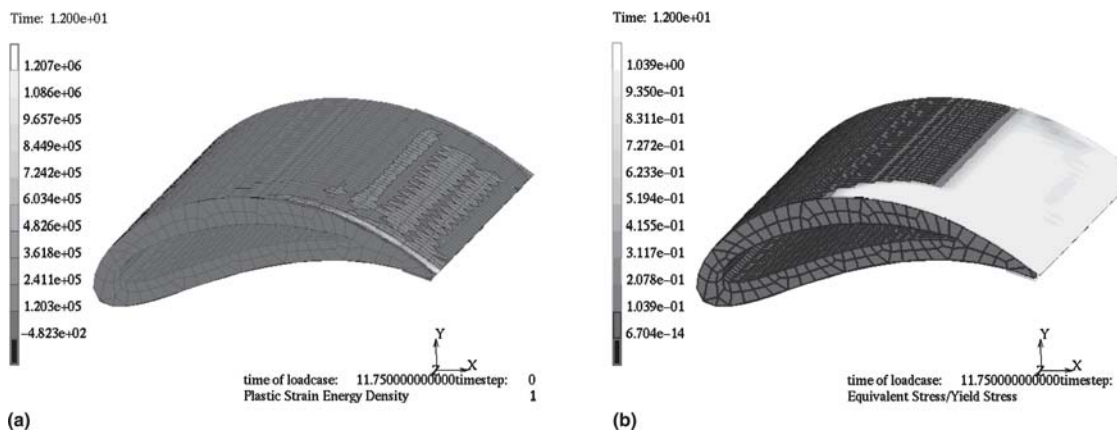 Time: 1.200e+01
1.207e+06
1.086e+06
9.657e+05
8.449e+05
7.242e+05
6.034e+05
4.826e+05
3.618e+05
2.411e+05
1.203e+05
-4.823e+02
Y
Z X
time of loadcase: 11.750000000000timestep: 0
Plastic Strain Energy Density 1
(a)
Time: 1.200e+01
1.039e+00
9.350e-01
8.311e-01
7.272e-01
6.233e-01
5.194e-01
4.155e-01
3.117e-01
2.078e-01
1.039e-01
6.704e-14
Y
Z X
time of loadcase: 11.750000000000timestep:
Equivalent Stress/Yield Stress
(b)